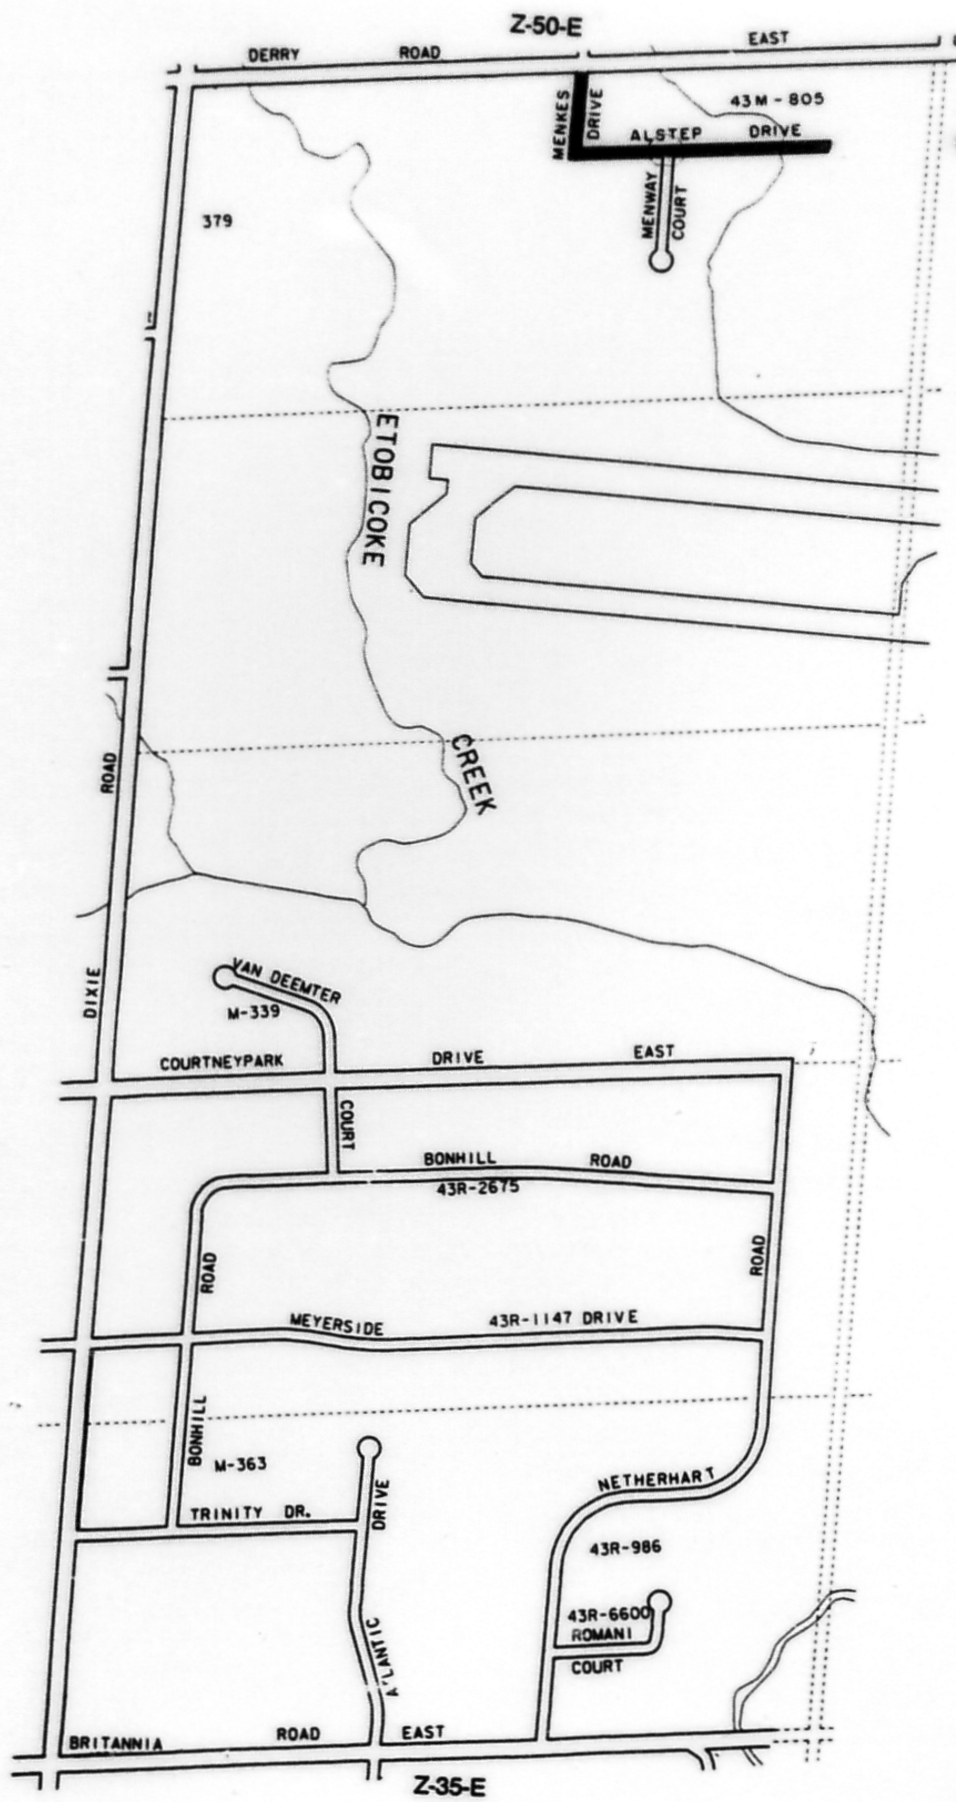 Z-50-E
DERRY ROAD EAST
MENKES DRIVE
43M-805
ALSTEP DRIVE
MENWAY COURT
379
ETOBICOKE
CREEK
ROAD
DIXIE
VAN DEEMTER
M-339
COURTNEYPARK DRIVE EAST
COURT
BONHILL ROAD
43R-2675
ROAD
ROAD
MEYERSIDE 43R-1147 DRIVE
BONHILL
M-363
NETHERHART
TRINITY DR.
DRIVE
43R-986
43R-6600
ROMANI
COURT
ATLANTIC
BRITANNIA ROAD EAST
Z-35-E